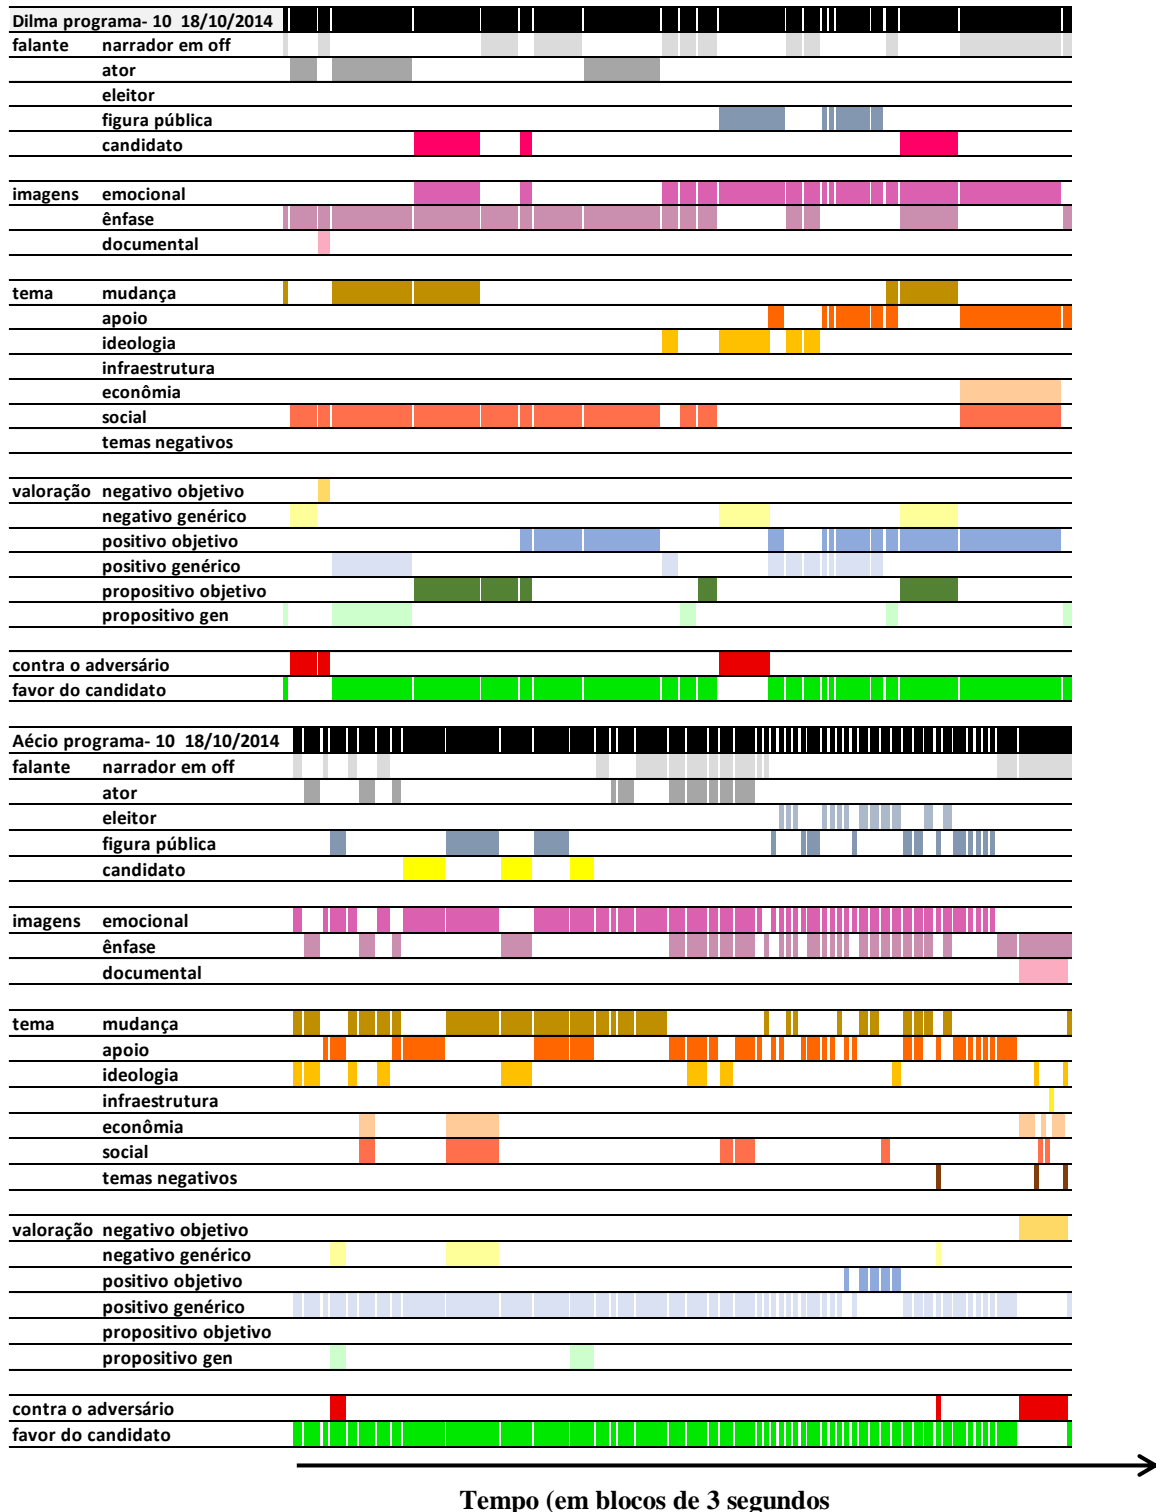 Dilma programa- 10 18/10/2014
falante narrador em off
ator
eleitor
figura pública
candidato
imagens emocional
ênfase
documental
tema mudança
apoio
ideologia
infraestrutura
econômia
social
temas negativos
valoração negativo objetivo
negativo genérico
positivo objetivo
positivo genérico
propositivo objetivo
propositivo gen
contra o adversário
favor do candidato
Aécio programa- 10 18/10/2014
falante narrador em off
ator
eleitor
figura pública
candidato
imagens emocional
ênfase
documental
tema mudança
apoio
ideologia
infraestrutura
econômia
social
temas negativos
valoração negativo objetivo
negativo genérico
positivo objetivo
positivo genérico
propositivo objetivo
propositivo gen
contra o adversário
favor do candidato
Tempo (em blocos de 3 segundos